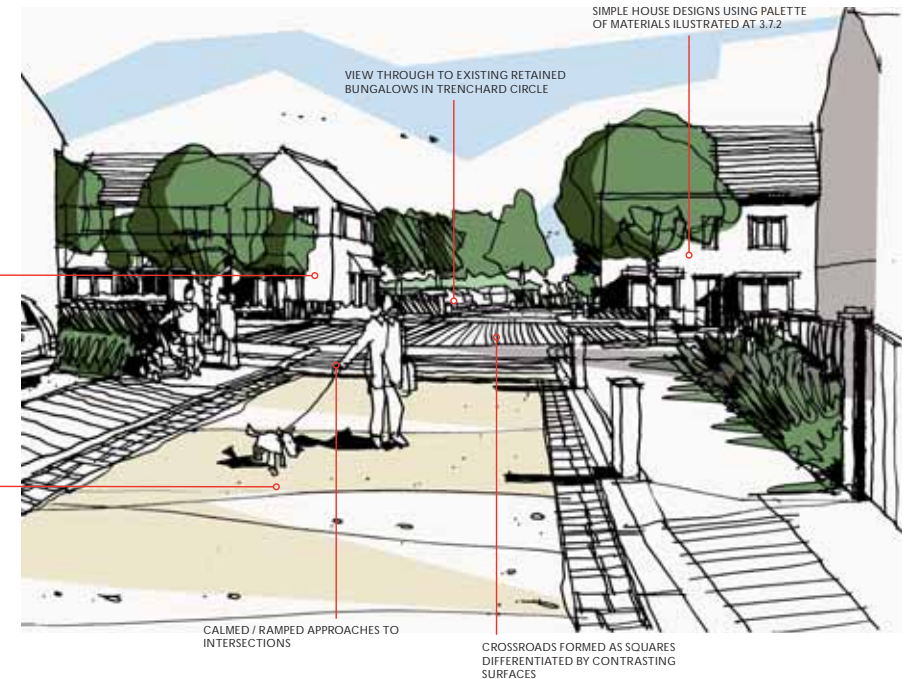 SIMPLE HOUSE DESIGNS USING PALETTE
OF MATERIALS ILUSTRATED AT 3.7.2
VIEW THROUGH TO EXISTING RETAINED
BUNGALOWS IN TRENCHARD CIRCLE
CALMED / RAMPED APPROACHES TO
INTERSECTIONS
CROSSROADS FORMED AS SQUARES
DIFFERENTIATED BY CONTRASTING
SURFACES